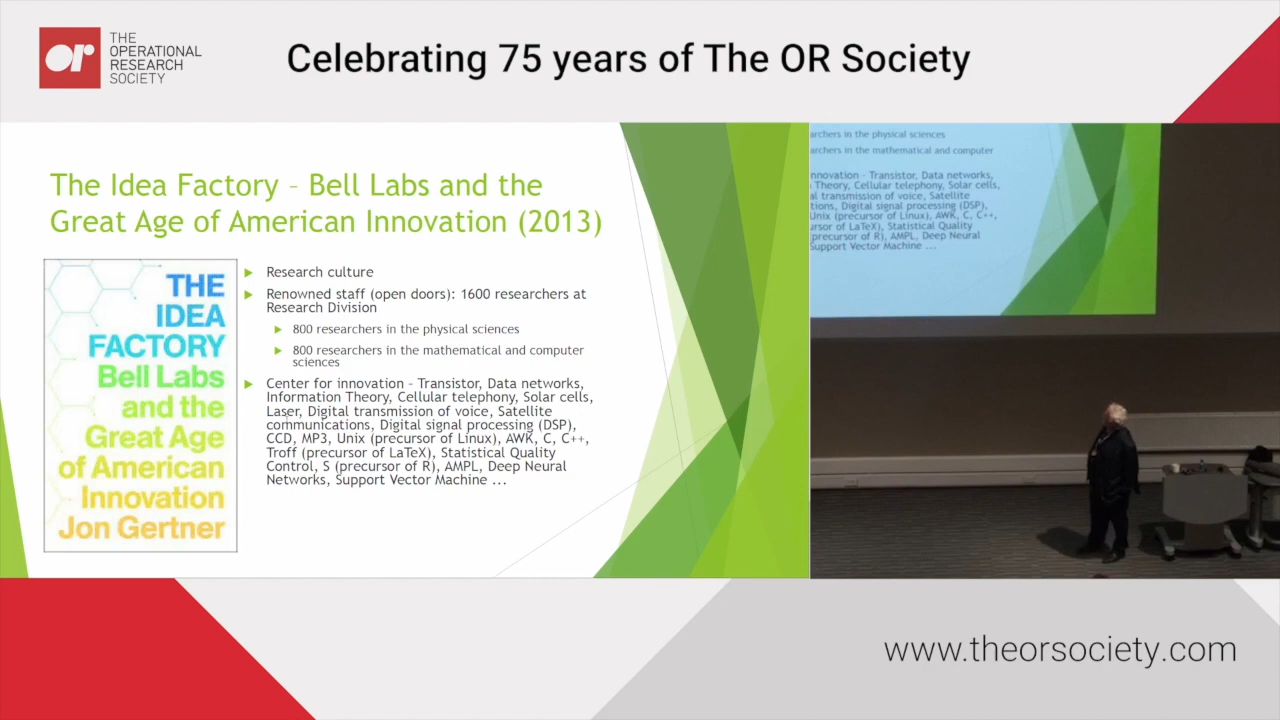 or
THE
OPERATIONAL
RESEARCH
SOCIETY
Celebrating 75 years of The OR Society
The Idea Factory – Bell Labs and the
Great Age of American Innovation (2013)
THE
IDEA
FACTORY
Bell Labs
and the
Great Age
of American
Innovation
Jon Gertner
Research culture
Renowned staff (open doors): 1600 researchers at
Research Division
800 researchers in the physical sciences
800 researchers in the mathematical and computer
sciences
Center for innovation – Transistor, Data networks,
Information Theory, Cellular telephony, Solar cells,
Laser, Digital transmission of voice, Satellite
communications, Digital signal processing (DSP),
CCD, MP3, Unix (precursor of Linux), AWK, C, C++,
Troff (precursor of LaTeX), Statistical Quality
Control, S (precursor of R), AMPL, Deep Neural
Networks, Support Vector Machine ...
archers in the physical sciences
archers in the mathematical and computer
nnovation – Transistor, Data networks,
Theory, Cellular telephony, Solar cells,
al transmission of voice, Satellite
tions, Digital signal processing (DSP),
Unix (precursor of Linux), AWK, C, C++,
ursor of LaTeX), Statistical Quality
precursor of R), AMPL, Deep Neural
Support Vector Machine ...
www.theorsociety.com